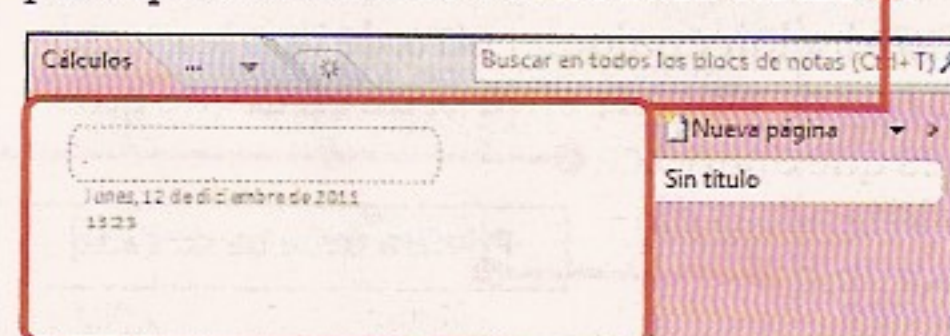 Cálculos ... Buscar en todos los blocs de notas (Ctrl+T)
Nueva página
Sin título
lunes, 12 de diciembre de 2011
13:23